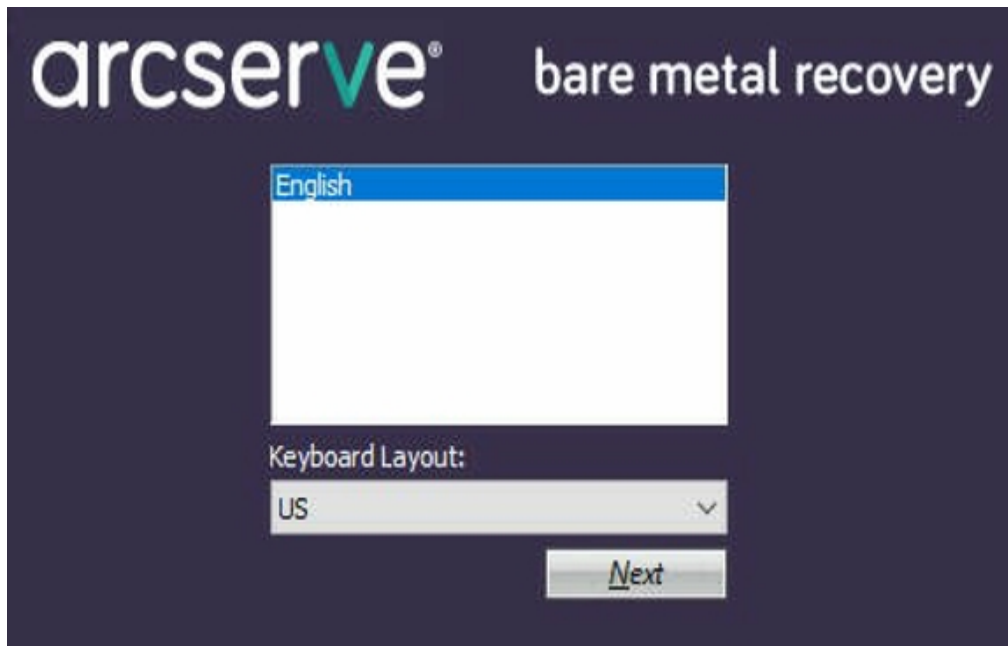 arcserve® bare metal recovery
English
Keyboard Layout:
US
Next